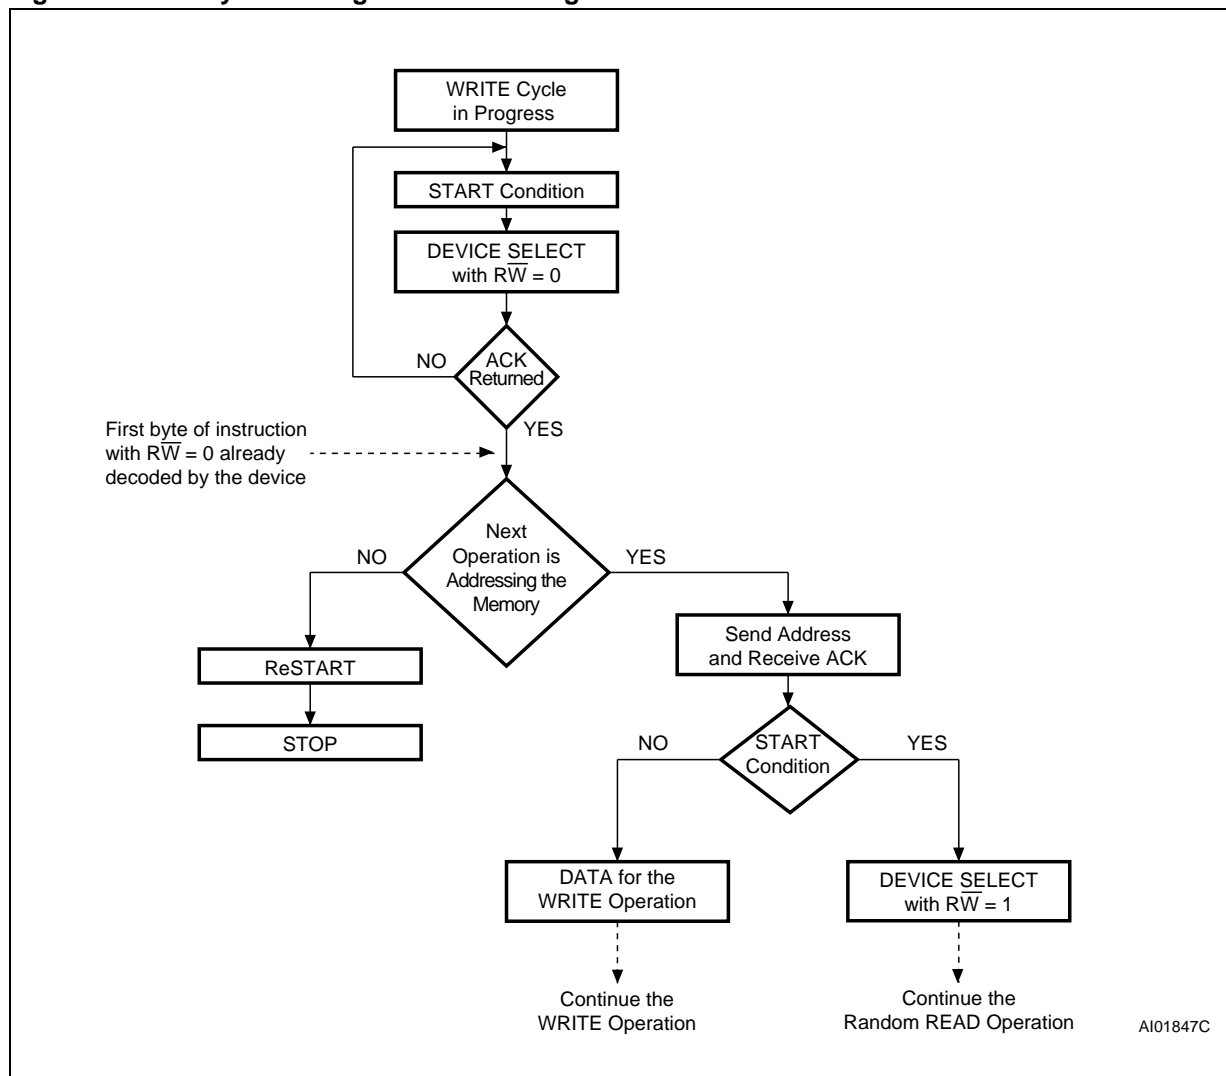 WRITE Cycle
in Progress
START Condition
DEVICE SELECT
with RW̅ = 0
ACK
Returned
NO
YES
First byte of instruction
with RW̅ = 0 already
decoded by the device
Next
Operation is
Addressing the
Memory
NO
YES
ReSTART
STOP
Send Address
and Receive ACK
START
Condition
NO
YES
DATA for the
WRITE Operation
DEVICE SELECT
with RW̅ = 1
Continue the
WRITE Operation
Continue the
Random READ Operation
AI01847C